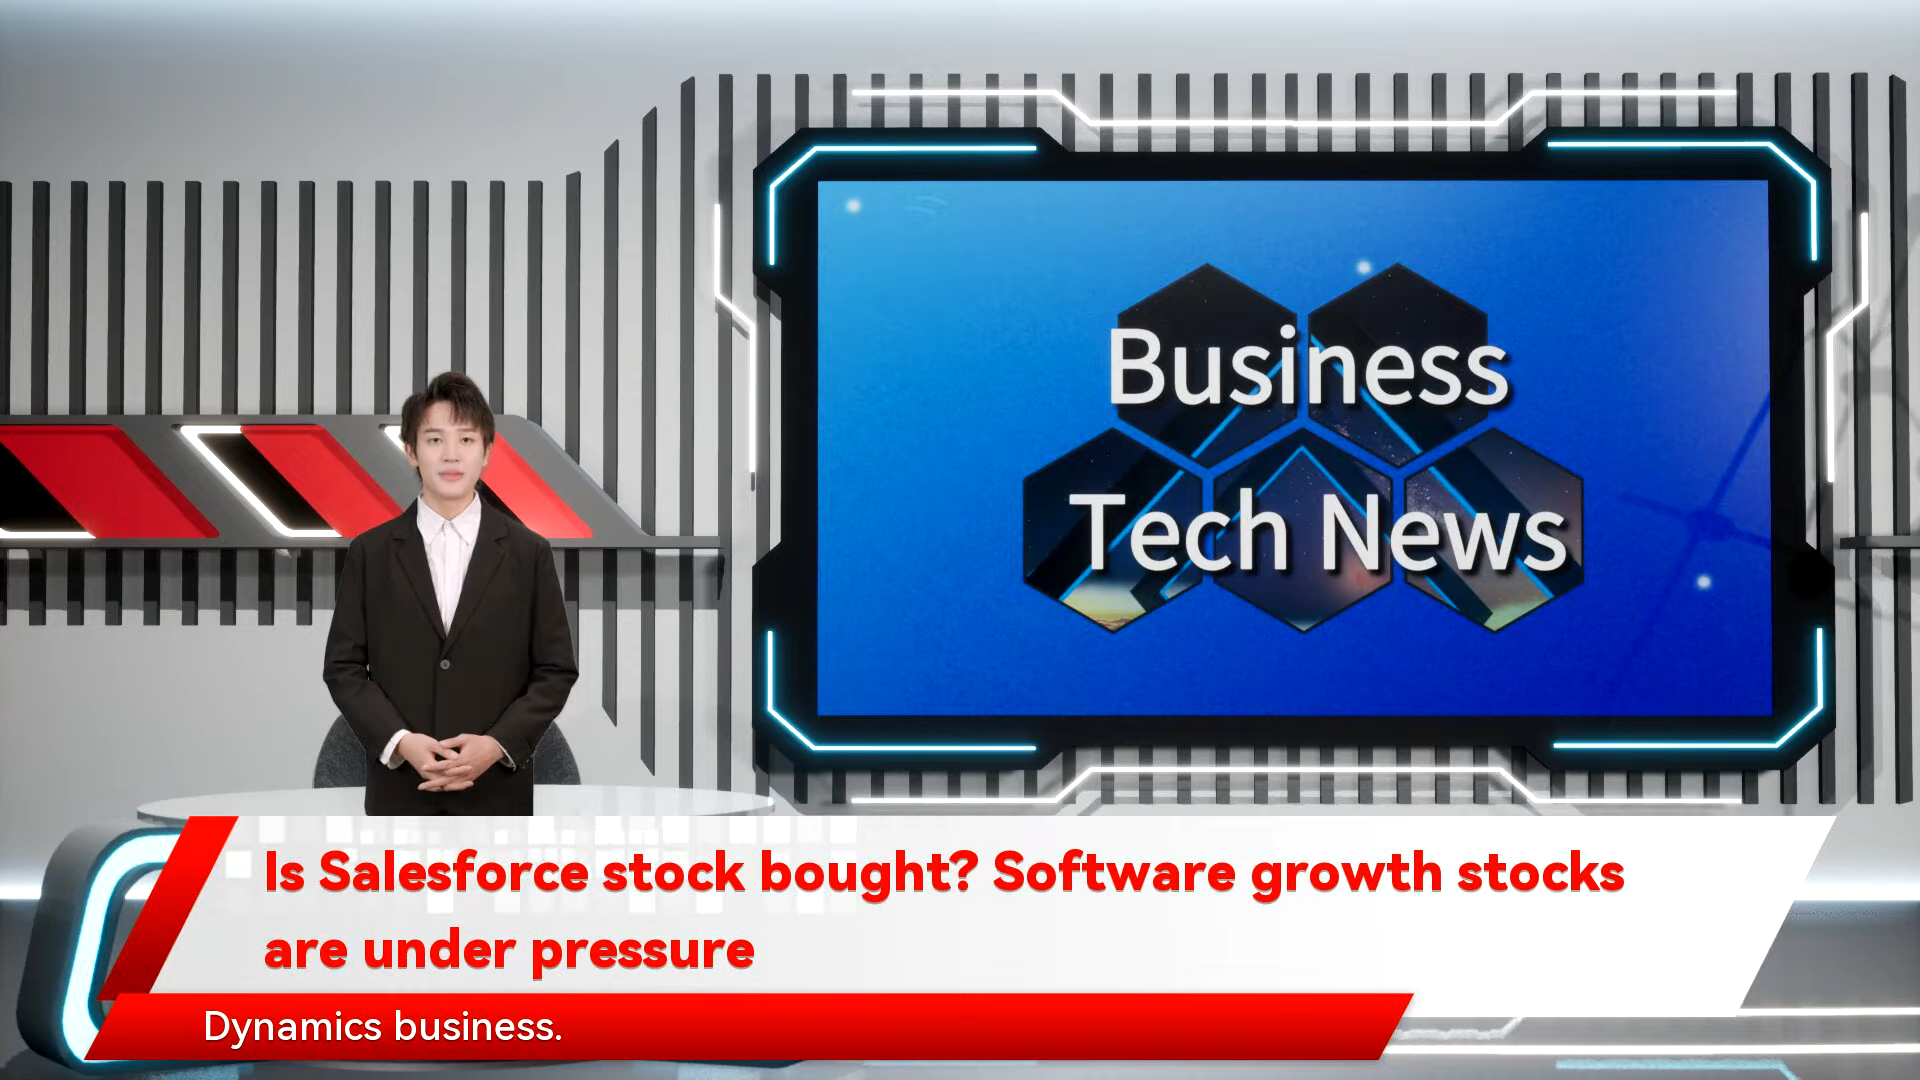 Business
Tech News
Is Salesforce stock bought? Software growth stocks
are under pressure
Dynamics business.